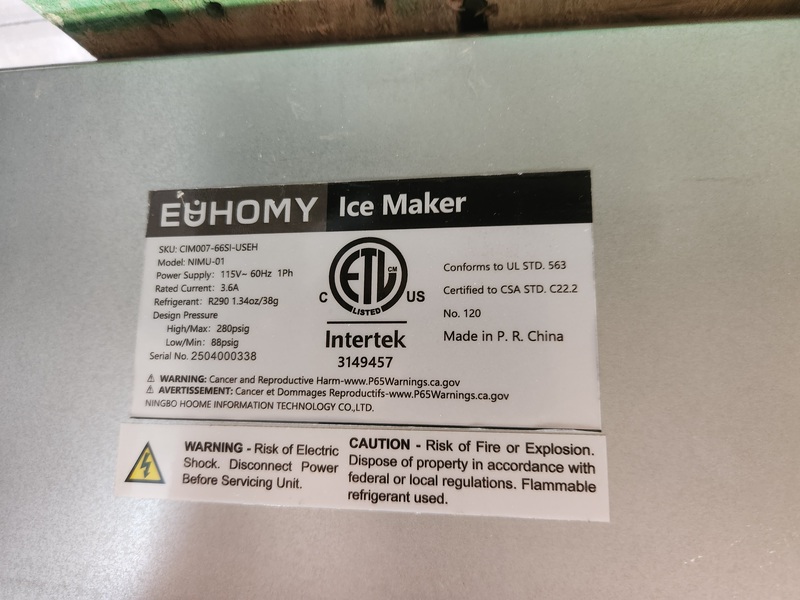 EUHOMY Ice Maker
SKU: CIM007-66SI-USEH
Model: NIMU-01
Power Supply: 115V~ 60Hz 1Ph
Rated Current: 3.6A
Refrigerant: R290 1.34oz/38g
Design Pressure
High/Max: 280psig
Low/Min: 88psig
Serial No. 2504000338
ETL CM
LISTED
C US
Intertek
3149457
Conforms to UL STD. 563
Certified to CSA STD. C22.2
No. 120
Made in P. R. China
⚠ WARNING: Cancer and Reproductive Harm-www.P65Warnings.ca.gov
⚠ AVERTISSEMENT: Cancer et Dommages Reproductifs-www.P65Warnings.ca.gov
NINGBO HOOME INFORMATION TECHNOLOGY CO.,LTD.
WARNING - Risk of Electric
Shock. Disconnect Power
Before Servicing Unit.
CAUTION - Risk of Fire or Explosion.
Dispose of property in accordance with
federal or local regulations. Flammable
refrigerant used.